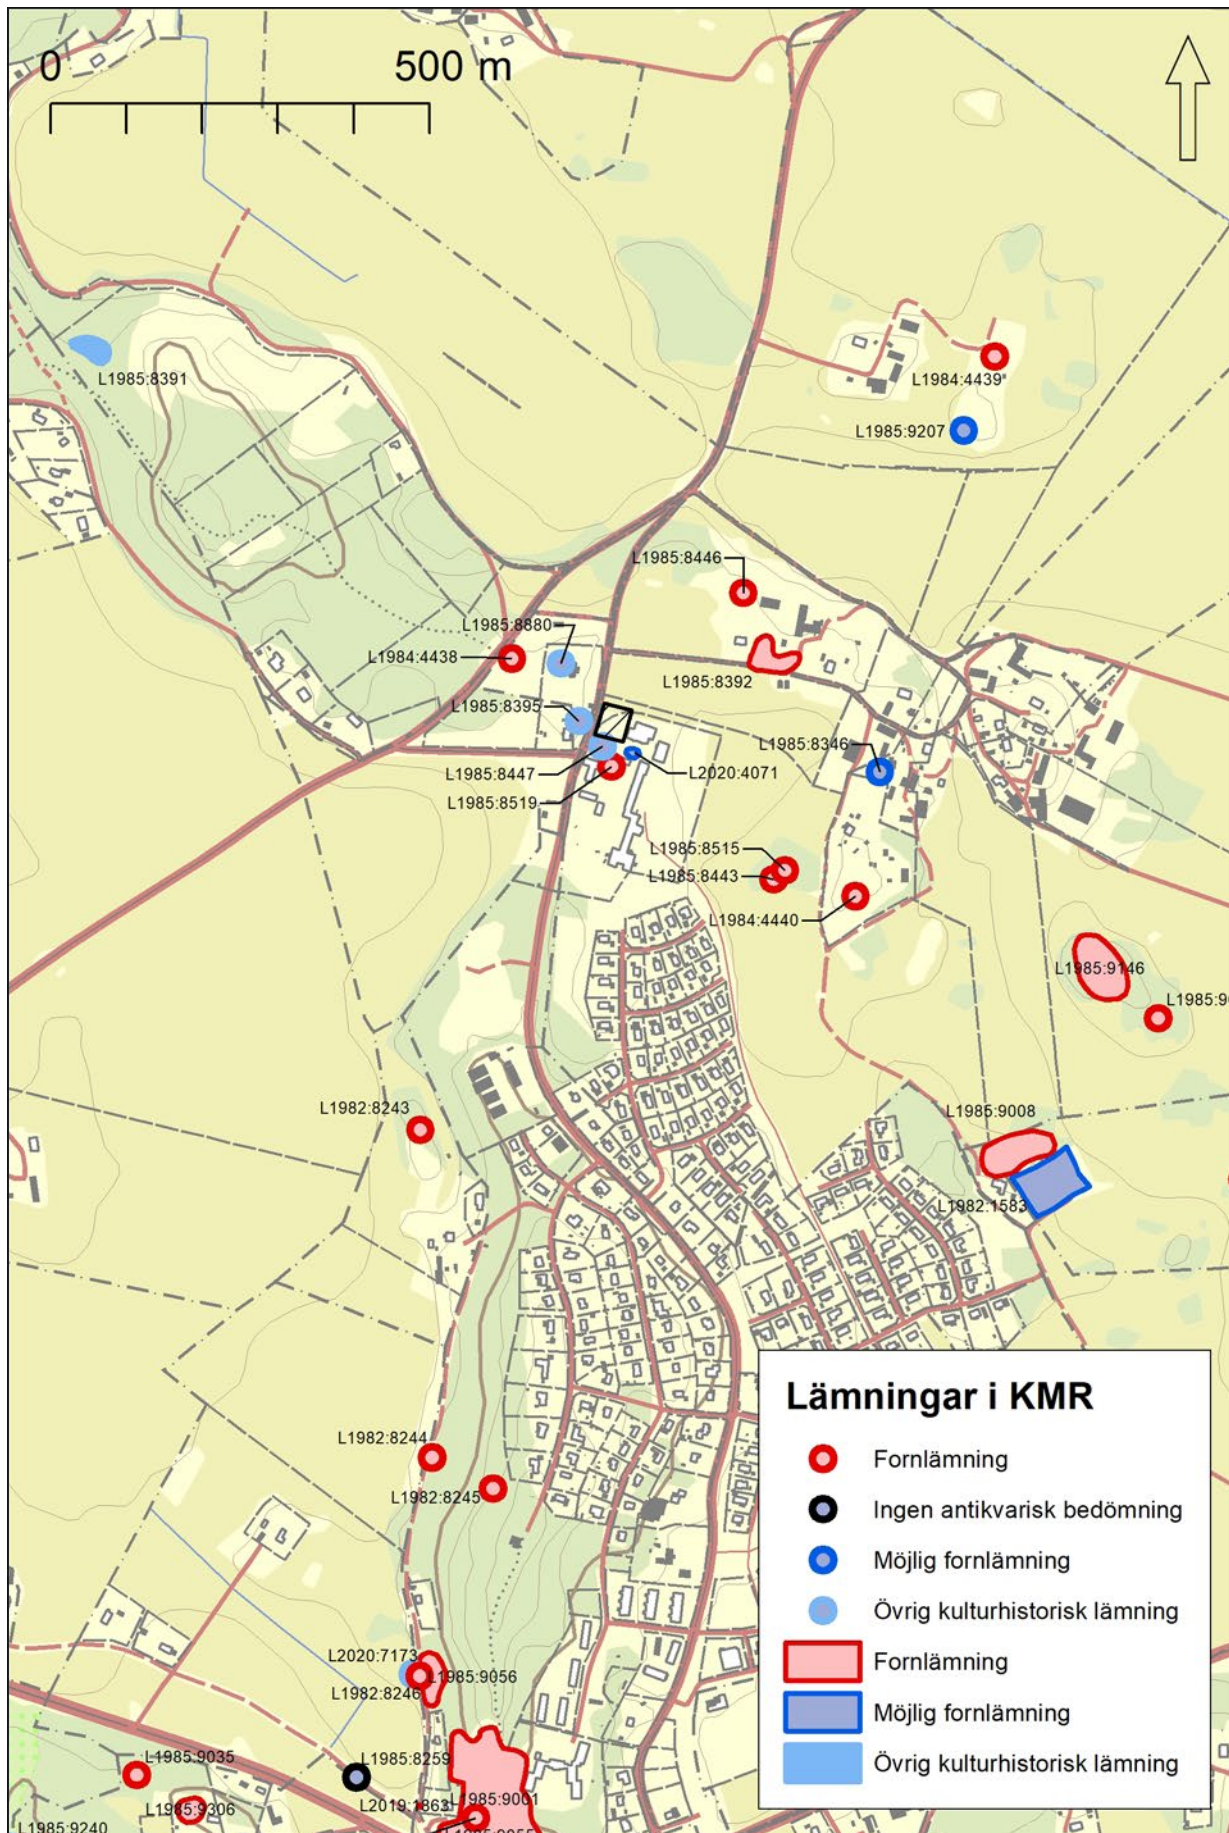 0 500 m
L1985:8391
L1984:4439
L1985:9207
L1985:8446
L1985:8880
L1984:4438
L1985:8392
L1985:8395
L1985:8346
L1985:8447
L2020:4071
L1985:8519
L1985:8515
L1985:8443
L1984:4440
L1985:9146
L1982:8243
L1985:9008
L1982:1583
L1982:8244
L1982:8245
L2020:7173
L1985:9056
L1982:8246
L1985:9035
L1985:8259
L1985:9306
L1985:9001
L1985:9240
Lämningar i KMR
Fornlämning
Ingen antikvarisk bedömning
Möjlig fornlämning
Övrig kulturhistorisk lämning
Fornlämning
Möjlig fornlämning
Övrig kulturhistorisk lämning